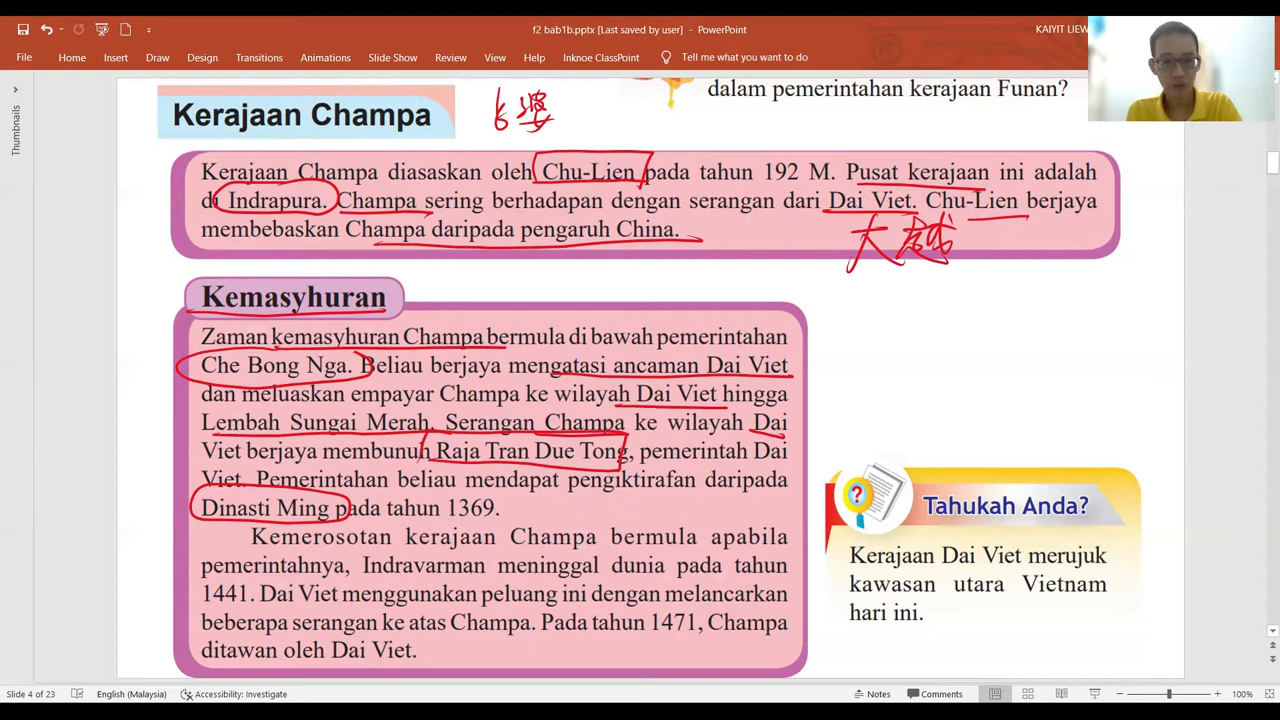 f2 bab1b.pptx [Last saved by user] - PowerPoint
KAIYIT LIEW
File Home Insert Draw Design Transitions Animations Slide Show Review View Help Inknoe ClassPoint Tell me what you want to do
Thumbnails
dalam pemerintahan kerajaan Funan?
Kerajaan Champa
占婆
Kerajaan Champa diasaskan oleh Chu-Lien pada tahun 192 M. Pusat kerajaan ini adalah
di Indrapura. Champa sering berhadapan dengan serangan dari Dai Viet. Chu-Lien berjaya
membebaskan Champa daripada pengaruh China.
大越
Kemasyhuran
Zaman kemasyhuran Champa bermula di bawah pemerintahan
Che Bong Nga. Beliau berjaya mengatasi ancaman Dai Viet
dan meluaskan empayar Champa ke wilayah Dai Viet hingga
Lembah Sungai Merah. Serangan Champa ke wilayah Dai
Viet berjaya membunuh Raja Tran Due Tong, pemerintah Dai
Viet. Pemerintahan beliau mendapat pengiktirafan daripada
Dinasti Ming pada tahun 1369.
Kemerosotan kerajaan Champa bermula apabila
pemerintahnya, Indravarman meninggal dunia pada tahun
1441. Dai Viet menggunakan peluang ini dengan melancarkan
beberapa serangan ke atas Champa. Pada tahun 1471, Champa
ditawan oleh Dai Viet.
Tahukah Anda?
Kerajaan Dai Viet merujuk
kawasan utara Vietnam
hari ini.
Slide 4 of 23 English (Malaysia) Accessibility: Investigate Notes Comments 100%